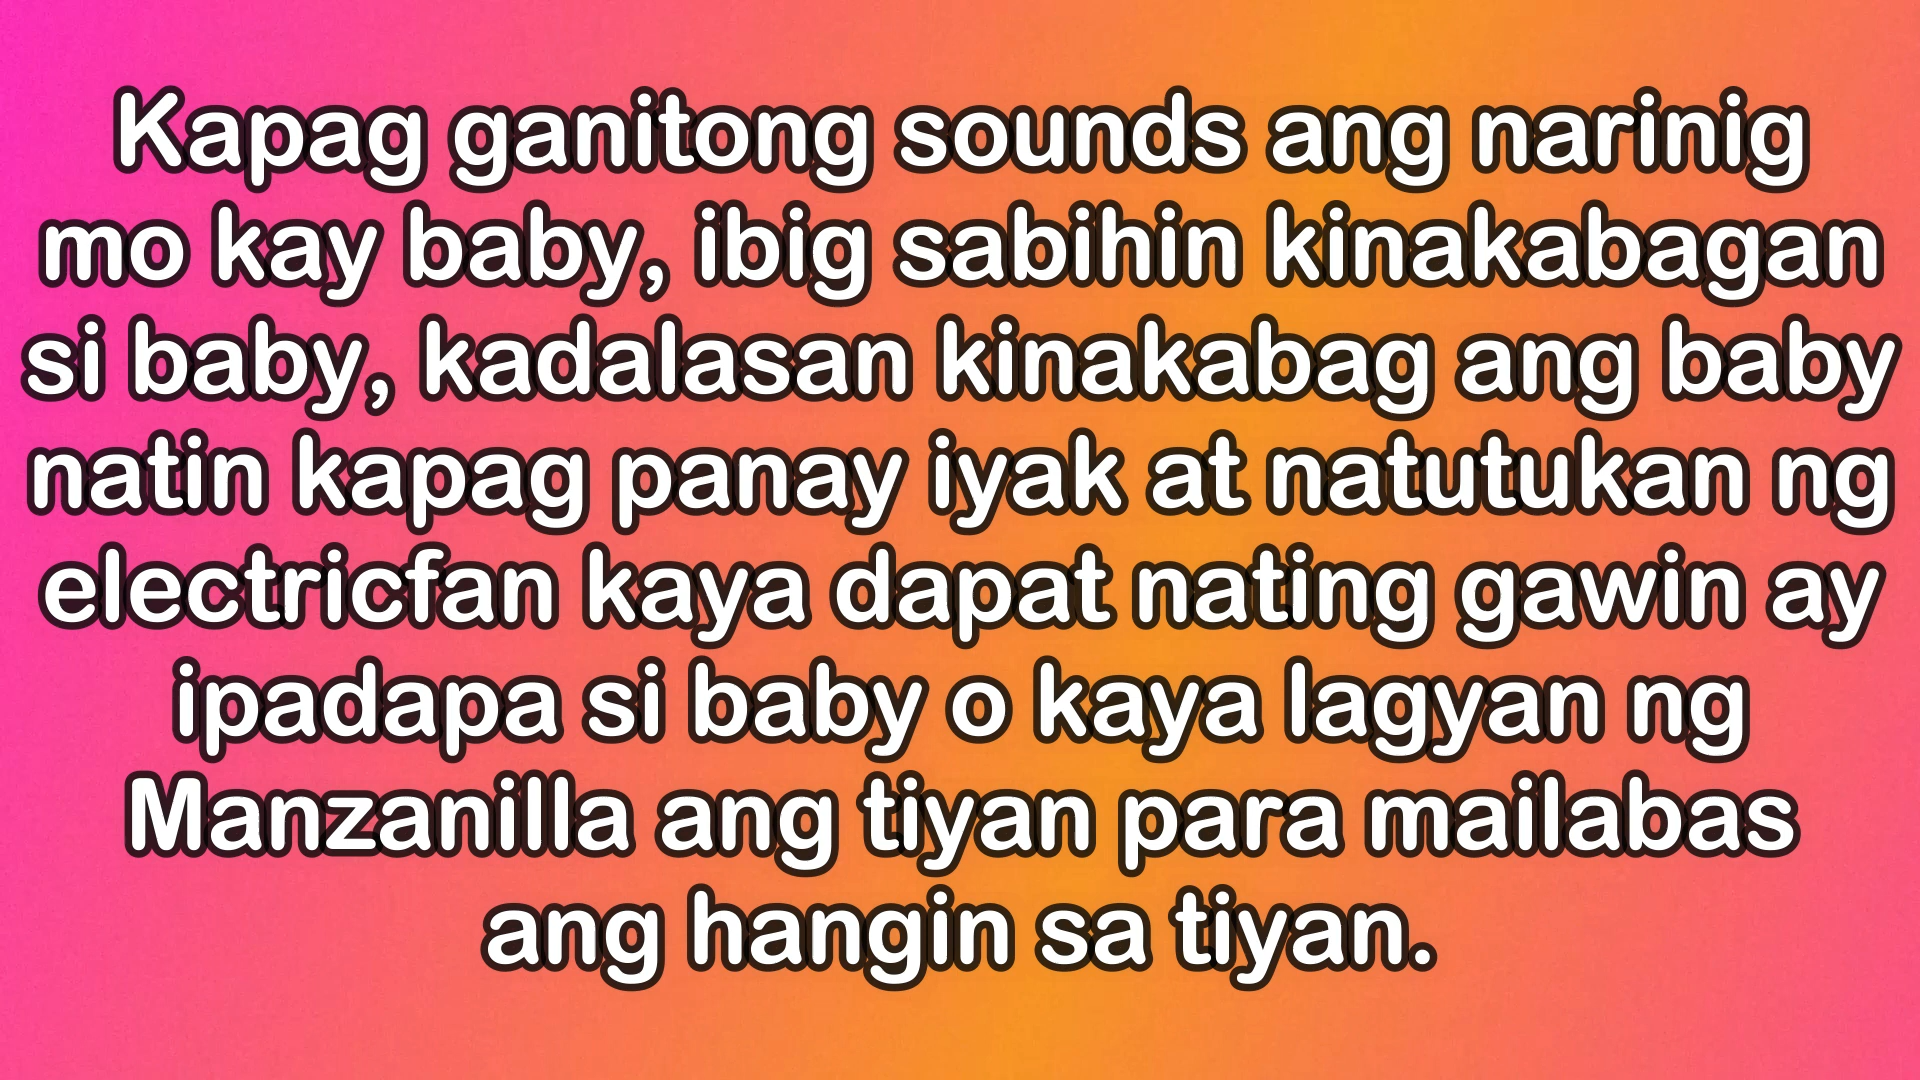 Kapag ganitong sounds ang narinig
mo kay baby, ibig sabihin kinakabagan
si baby, kadalasan kinakabag ang baby
natin kapag panay iyak at natutukan ng
electricfan kaya dapat nating gawin ay
ipadapa si baby o kaya lagyan ng
Manzanilla ang tiyan para mailabas
ang hangin sa tiyan.